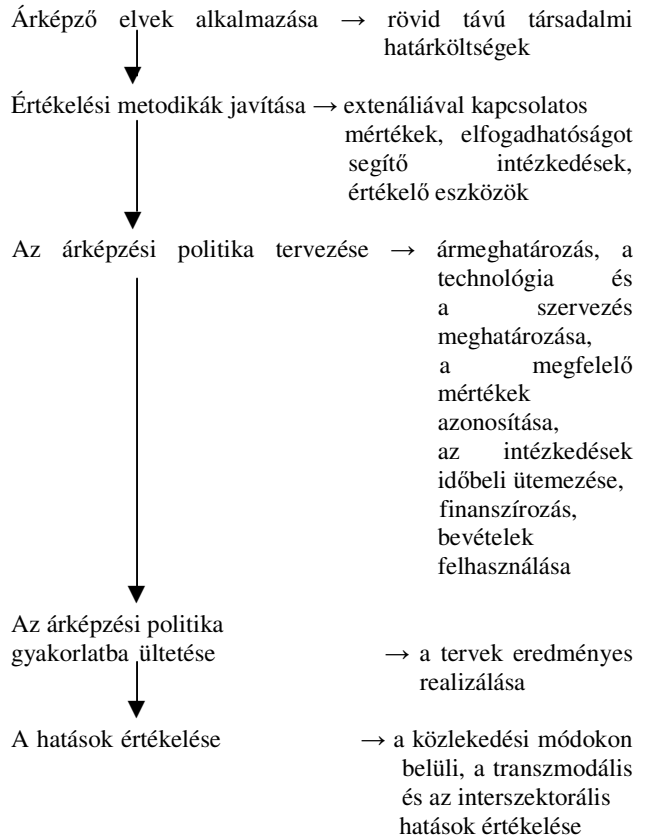 Árképző elvek alkalmazása → rövid távú társadalmi
határköltségek
Értékelési metodikák javítása → extenáliával kapcsolatos
mértékek, elfogadhatóságot
segítő intézkedések,
értékelő eszközök
Az árképzési politika tervezése → ármeghatározás, a
technológia és
a szervezés
meghatározása,
a megfelelő
mértékek
azonosítása,
az intézkedések
időbeli ütemezése,
finanszírozás,
bevételek
felhasználása
Az árképzési politika
gyakorlatba ültetése → a tervek eredményes
realizálása
A hatások értékelése → a közlekedési módokon
belüli, a transzmodális
és az interszektorális
hatások értékelése